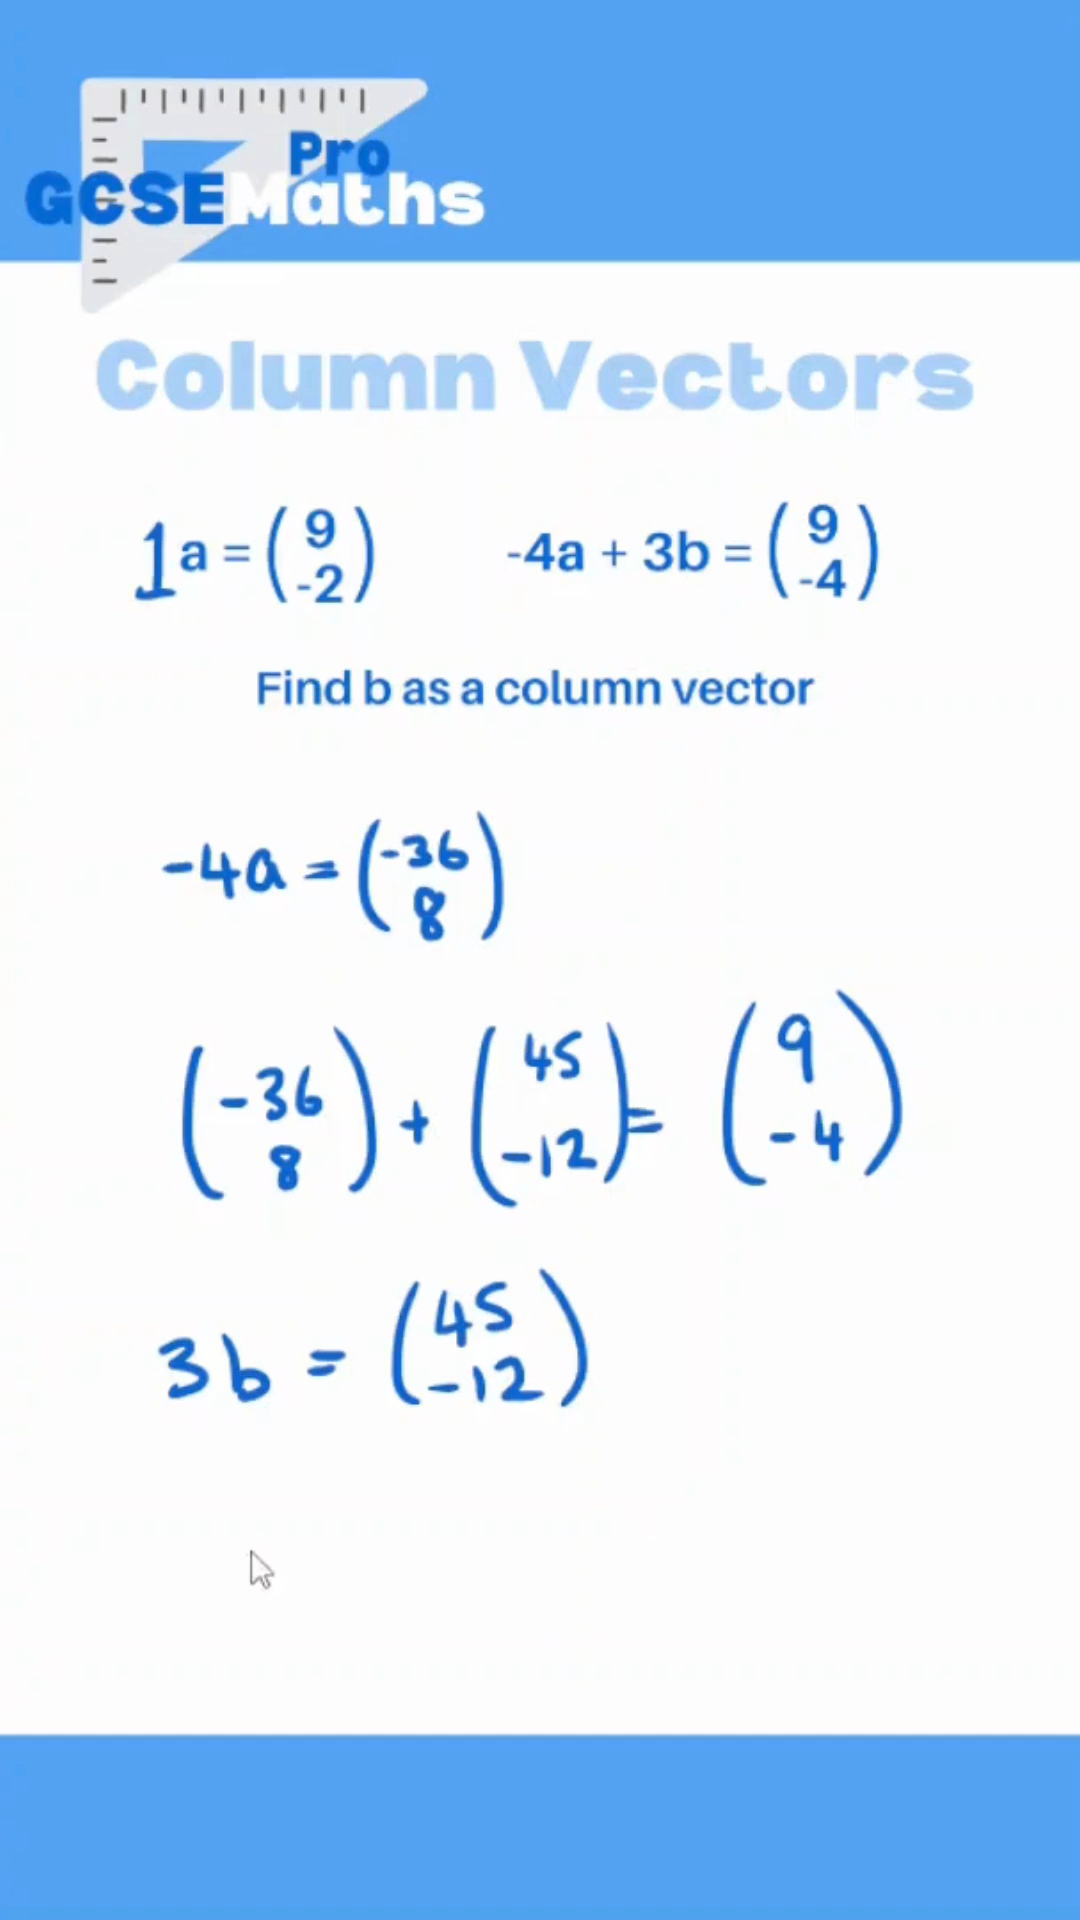 Pro
GCSEMaths
Column Vectors
1a = (9 -2) -4a + 3b = (9 -4)
Find b as a column vector
-4a = (-36 8)
(-36 8) + (45 -12) = (9 -4)
3b = (45 -12)